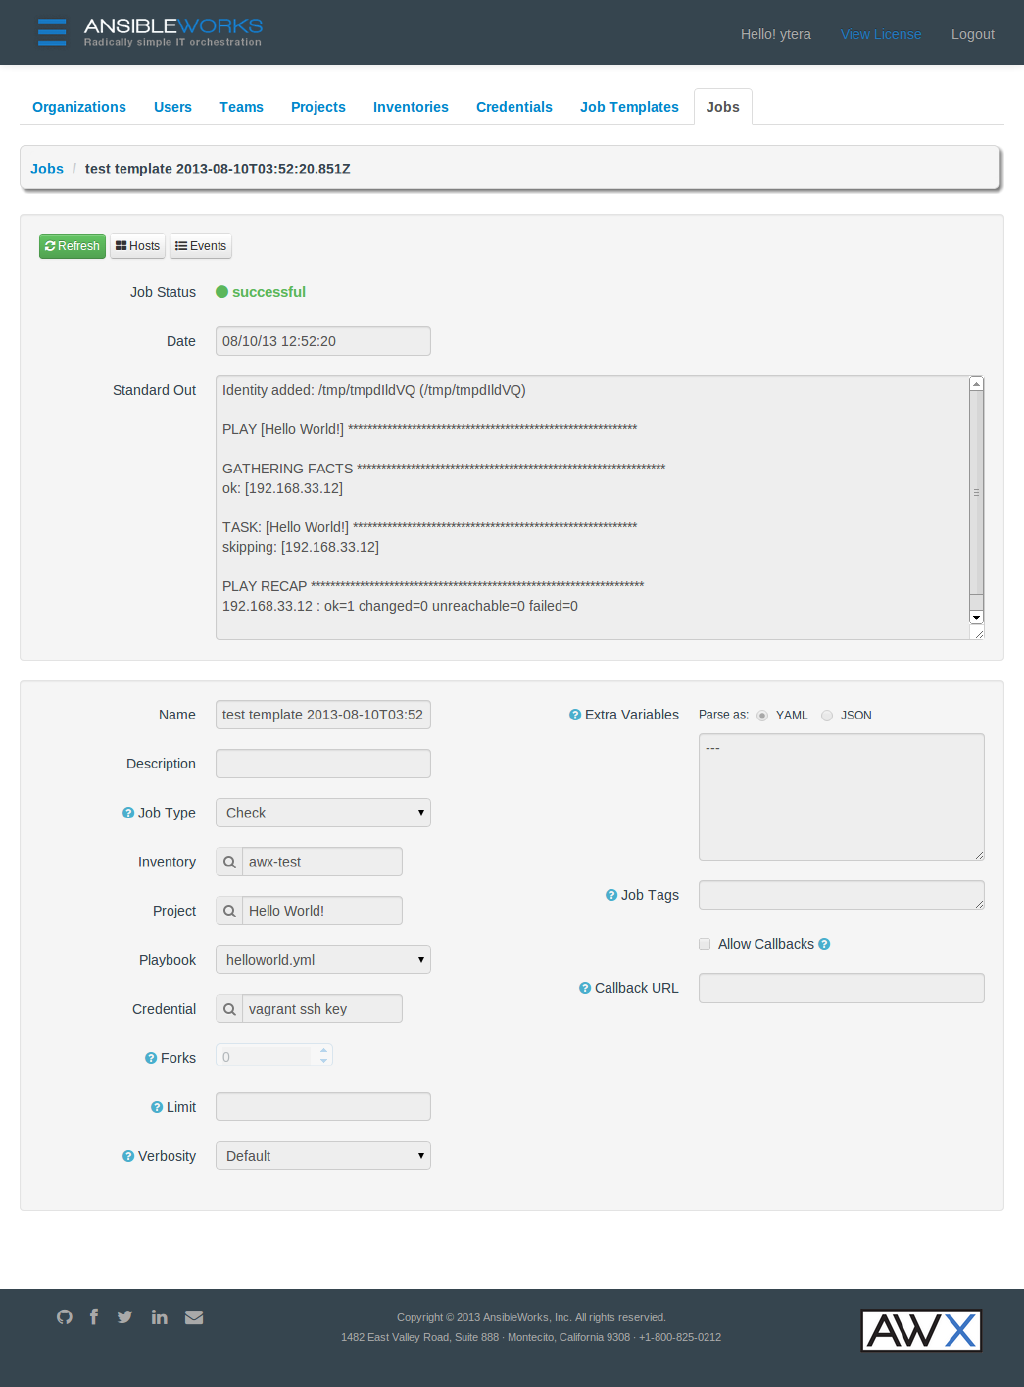 ANSIBLEWORKS
Radically simple IT orchestration
Hello! ytera View License Logout
Organizations Users Teams Projects Inventories Credentials Job Templates Jobs
Jobs / test template 2013-08-10T03:52:20.851Z
Refresh Hosts Events
Job Status successful
Date 08/10/13 12:52:20
Standard Out
Identity added: /tmp/tmpdIldVQ (/tmp/tmpdIldVQ)
PLAY [Hello World!] ***********************************************************
GATHERING FACTS ***************************************************************
ok: [192.168.33.12]
TASK: [Hello World!] **********************************************************
skipping: [192.168.33.12]
PLAY RECAP ********************************************************************
192.168.33.12 : ok=1 changed=0 unreachable=0 failed=0
Name test template 2013-08-10T03:52
Description
Job Type Check
Inventory awx-test
Project Hello World!
Playbook helloworld.yml
Credential vagrant ssh key
Forks 0
Limit
Verbosity Default
Extra Variables Parse as: YAML JSON
---
Job Tags
Allow Callbacks
Callback URL
Copyright © 2013 AnsibleWorks, Inc. All rights reservied.
1482 East Valley Road, Suite 888 · Montecito, California 9308 · +1-800-825-0212
AWX